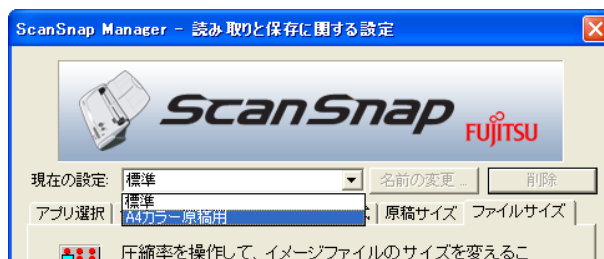 ScanSnap Manager - 読み取りと保存に関する設定
ScanSnap
FUJITSU
現在の設定: 標準 名前の変更... 削除
標準
A4カラー原稿用
アプリ選択 原稿サイズ ファイルサイズ
圧縮率を操作して、イメージファイルのサイズを変えるこ